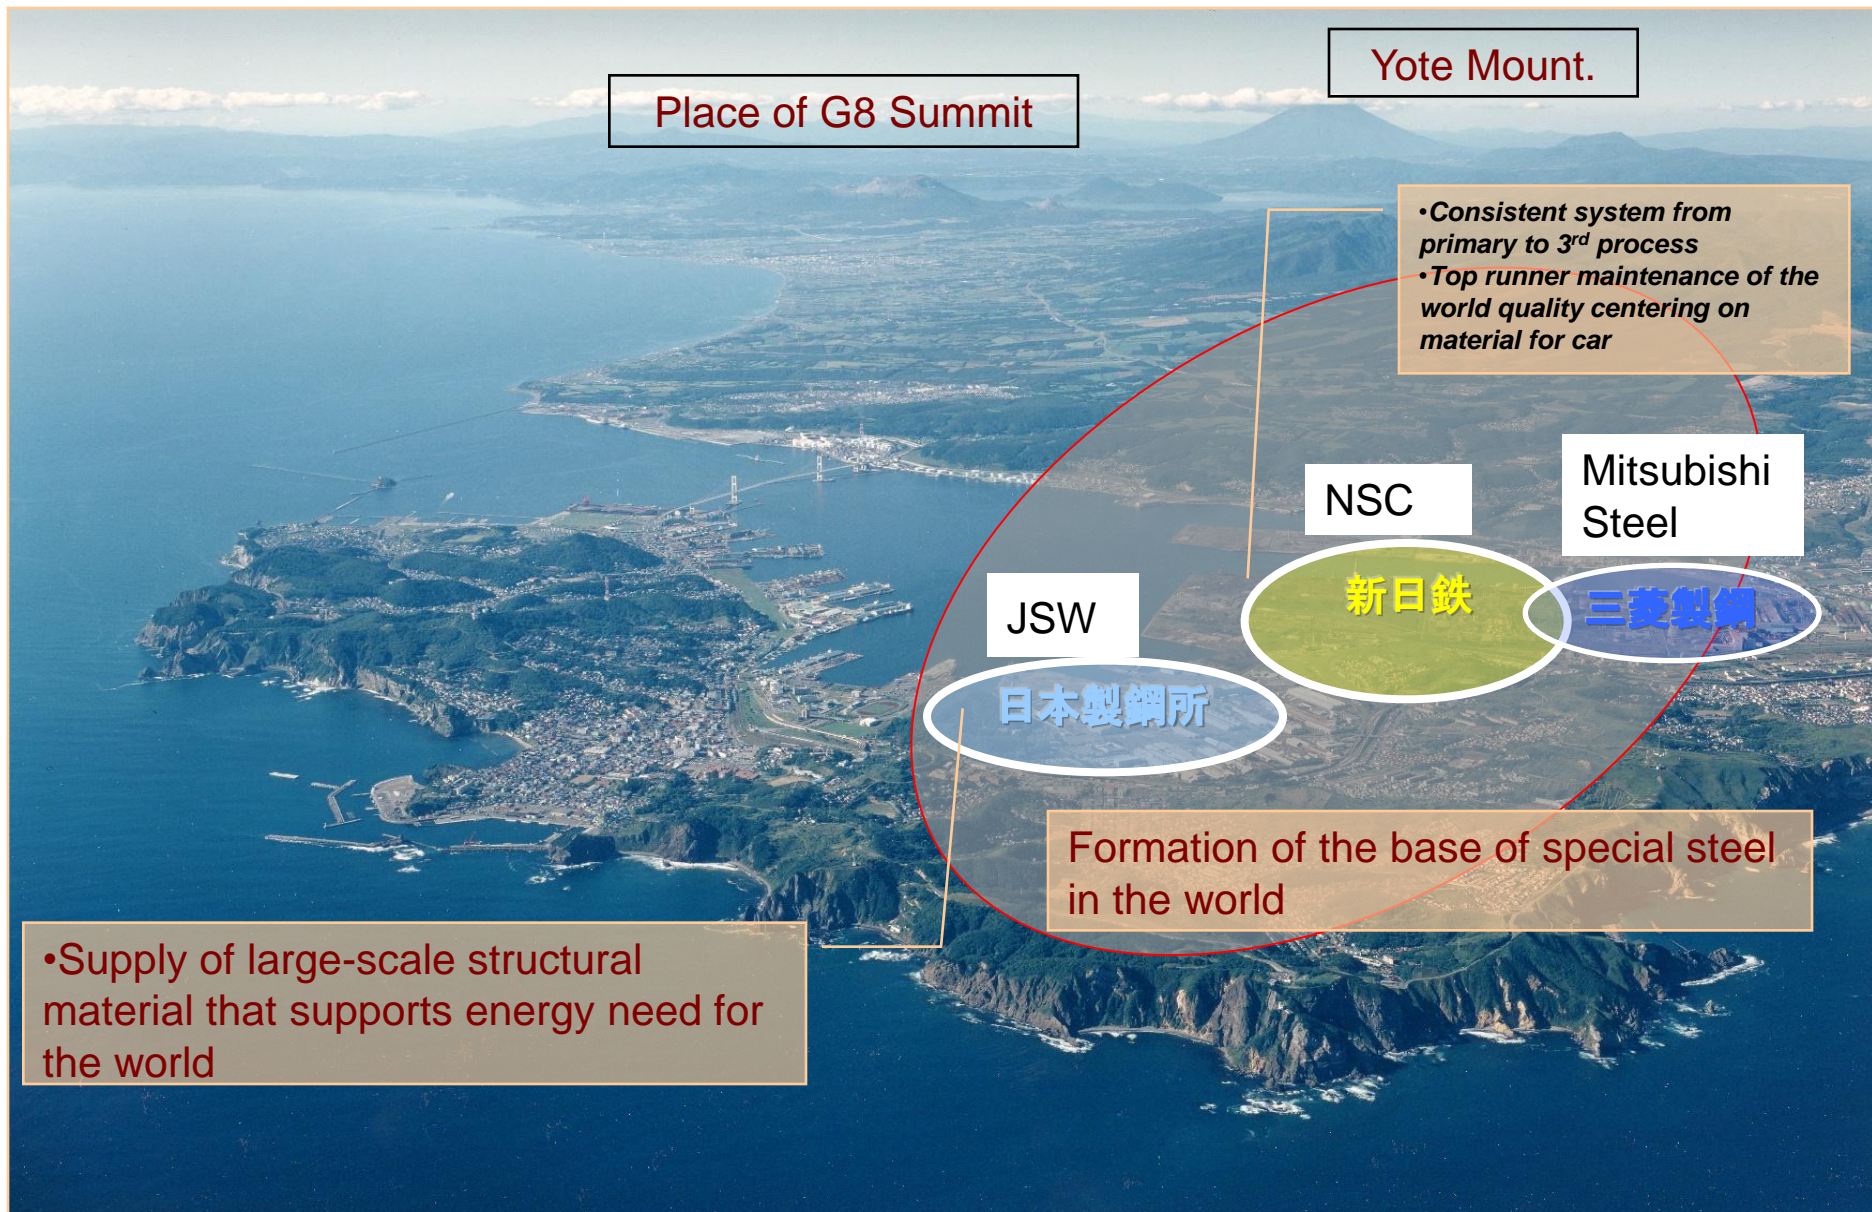 Yote Mount.
Place of G8 Summit
•Consistent system from
primary to 3rd process
•Top runner maintenance of the
world quality centering on
material for car
Mitsubishi
Steel
NSC
新日鉄
三菱製鋼
JSW
日本製鋼所
Formation of the base of special steel
in the world
•Supply of large-scale structural
material that supports energy need for
the world